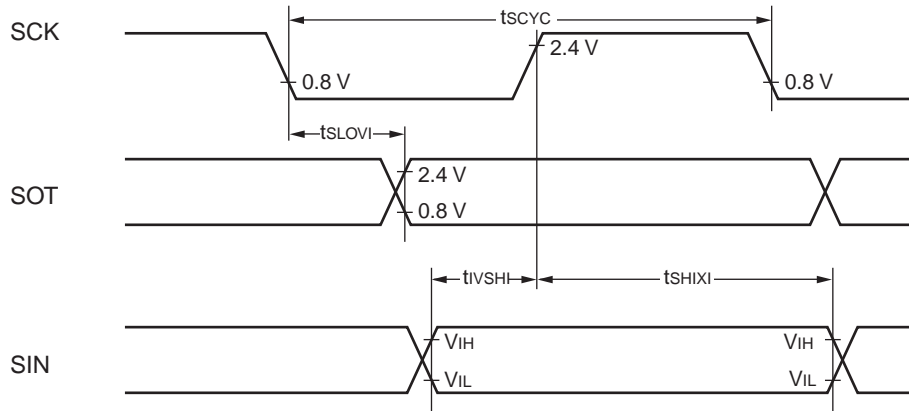 tSCYC
SCK
2.4 V
0.8 V
0.8 V
tSLOVI
SOT
2.4 V
0.8 V
tIVSHI
tSHIXI
SIN
VIH
VIH
VIL
VIL